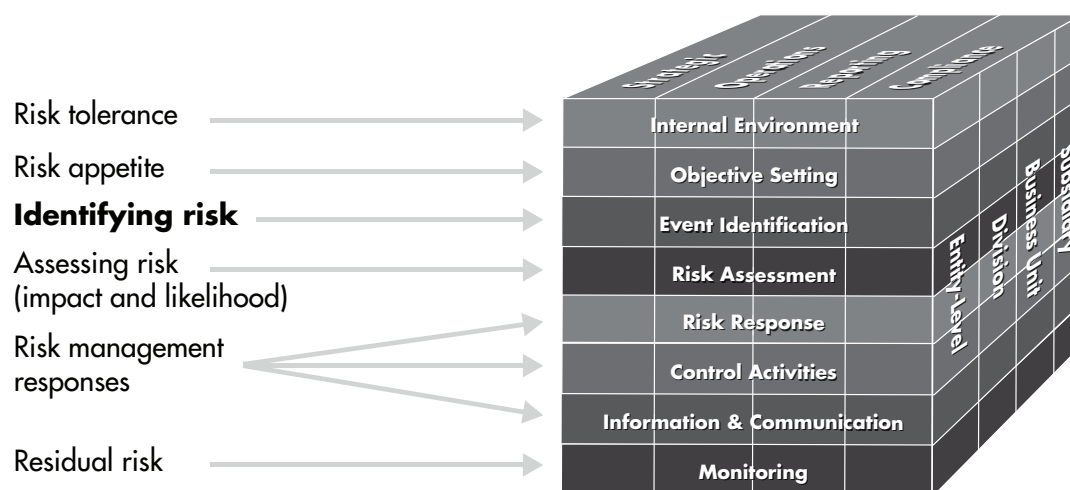 Strategic
Operations
Reporting
Compliance
Risk tolerance
Internal Environment
Risk appetite
Objective Setting
Identifying risk
Event Identification
Assessing risk
(impact and likelihood)
Risk Assessment
Risk management
responses
Risk Response
Control Activities
Information & Communication
Residual risk
Monitoring
Entity-Level
Division
Business Unit
Subsidiary